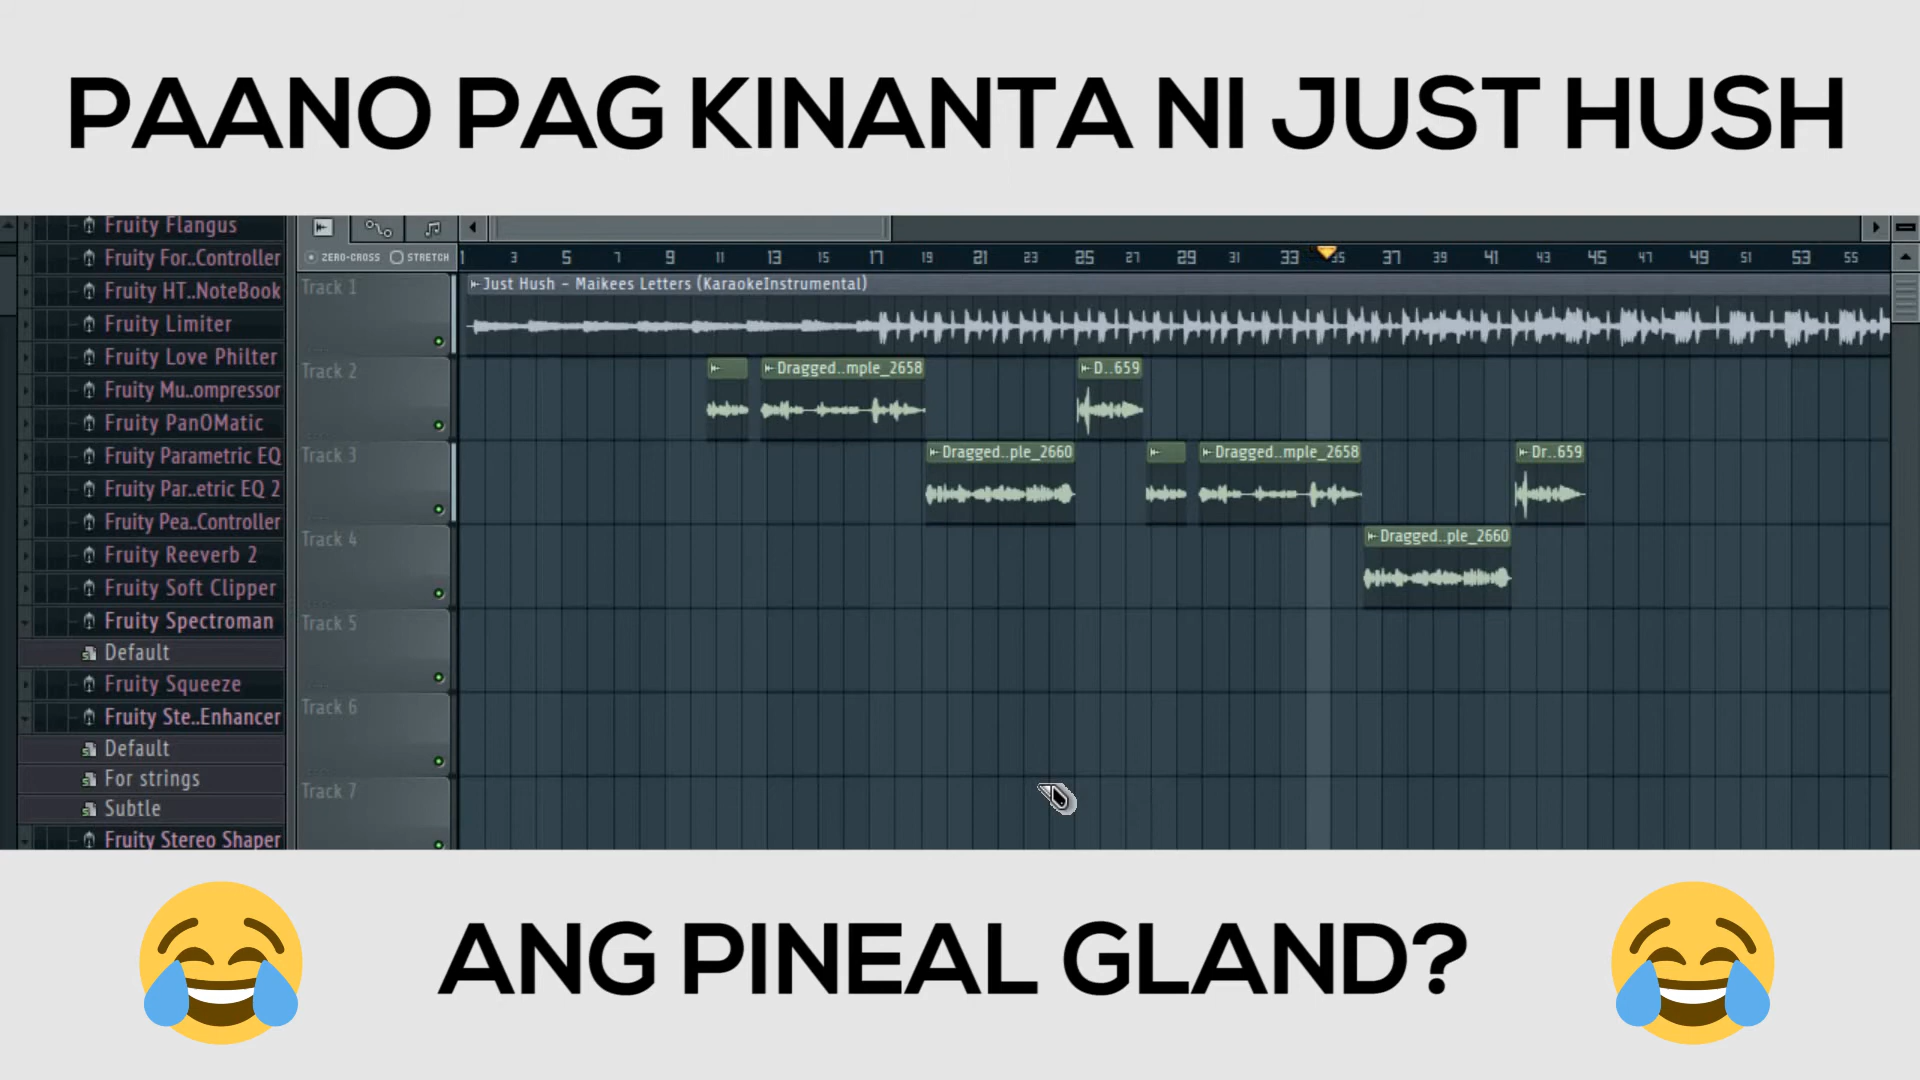 PAANO PAG KINANTA NI JUST HUSH
Fruity Flangus
Fruity For..Controller
Fruity HT..NoteBook
Fruity Limiter
Fruity Love Philter
Fruity Mu..ompressor
Fruity PanOMatic
Fruity Parametric EQ
Fruity Par..etric EQ 2
Fruity Pea..Controller
Fruity Reeverb 2
Fruity Soft Clipper
Fruity Spectroman
Default
Fruity Squeeze
Fruity Ste..Enhancer
Default
For strings
Subtle
Fruity Stereo Shaper
ZERO-CROSS STRETCH
1 3 5 7 9 11 13 15 17 19 21 23 25 27 29 31 33 35 37 39 41 43 45 47 49 51 53 55
Track 1
Just Hush - Maikees Letters (KaraokeInstrumental)
Track 2
Dragged..mple_2658
D..659
Track 3
Dragged..ple_2660
Dragged..mple_2658
Dr..659
Track 4
Dragged..ple_2660
Track 5
Track 6
Track 7
ANG PINEAL GLAND?